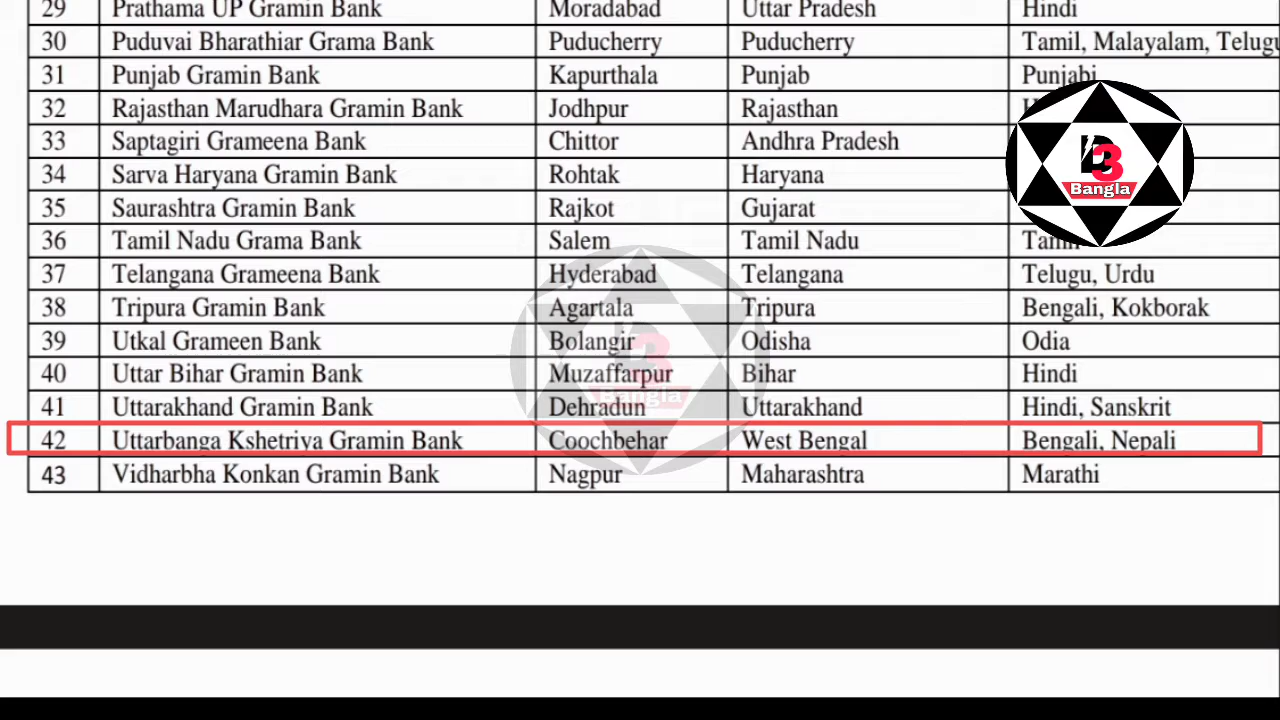 29 Prathama UP Gramin Bank Moradabad Uttar Pradesh Hindi
30 Puduvai Bharathiar Grama Bank Puducherry Puducherry Tamil, Malayalam, Telugu
31 Punjab Gramin Bank Kapurthala Punjab Punjabi
32 Rajasthan Marudhara Gramin Bank Jodhpur Rajasthan
33 Saptagiri Grameena Bank Chittor Andhra Pradesh
34 Sarva Haryana Gramin Bank Rohtak Haryana
35 Saurashtra Gramin Bank Rajkot Gujarat
36 Tamil Nadu Grama Bank Salem Tamil Nadu Tamil
37 Telangana Grameena Bank Hyderabad Telangana Telugu, Urdu
38 Tripura Gramin Bank Agartala Tripura Bengali, Kokborak
39 Utkal Grameen Bank Bolangir Odisha Odia
40 Uttar Bihar Gramin Bank Muzaffarpur Bihar Hindi
41 Uttarakhand Gramin Bank Dehradun Uttarakhand Hindi, Sanskrit
42 Uttarbanga Kshetriya Gramin Bank Coochbehar West Bengal Bengali, Nepali
43 Vidharbha Konkan Gramin Bank Nagpur Maharashtra Marathi
B3
Bangla
B3
Bangla